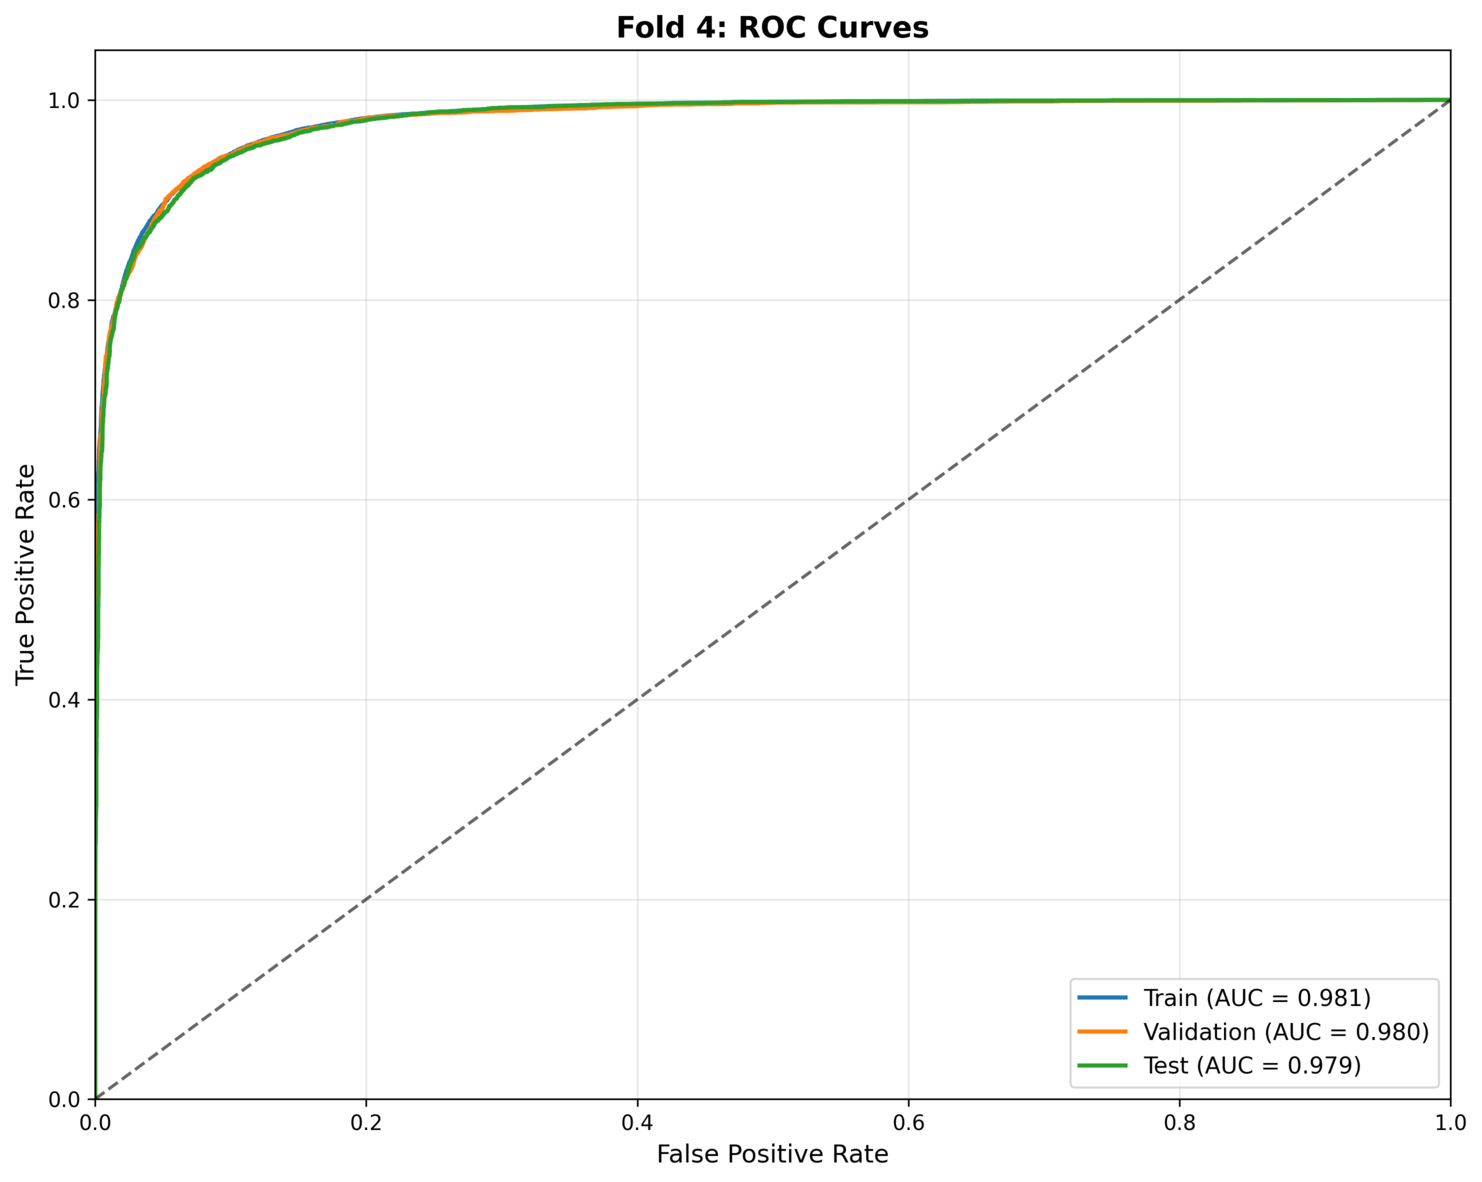 Fold 4: ROC Curves
1.0
0.8
0.6
0.4
0.2
0.0
True Positive Rate
Train (AUC = 0.981)
Validation (AUC = 0.980)
Test (AUC = 0.979)
0.0 0.2 0.4 0.6 0.8 1.0
False Positive Rate